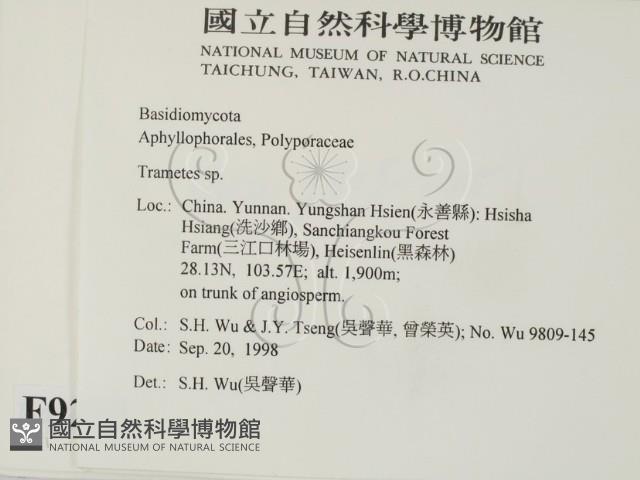 國立自然科學博物館
NATIONAL MUSEUM OF NATURAL SCIENCE
TAICHUNG, TAIWAN, R.O.CHINA
Basidiomycota
Aphyllophorales, Polyporaceae
Trametes sp.
Loc.: China. Yunnan. Yungshan Hsien(永善縣): Hsisha
Hsiang(洗沙鄉), Sanchiangkou Forest
Farm(三江口林場), Heisenlin(黑森林)
28.13N, 103.57E; alt. 1,900m;
on trunk of angiosperm.
Col.: S.H. Wu & J.Y. Tseng(吳聲華, 曾榮英); No. Wu 9809-145
Date: Sep. 20, 1998
Det.: S.H. Wu(吳聲華)
國立自然科學博物館
NATIONAL MUSEUM OF NATURAL SCIENCE